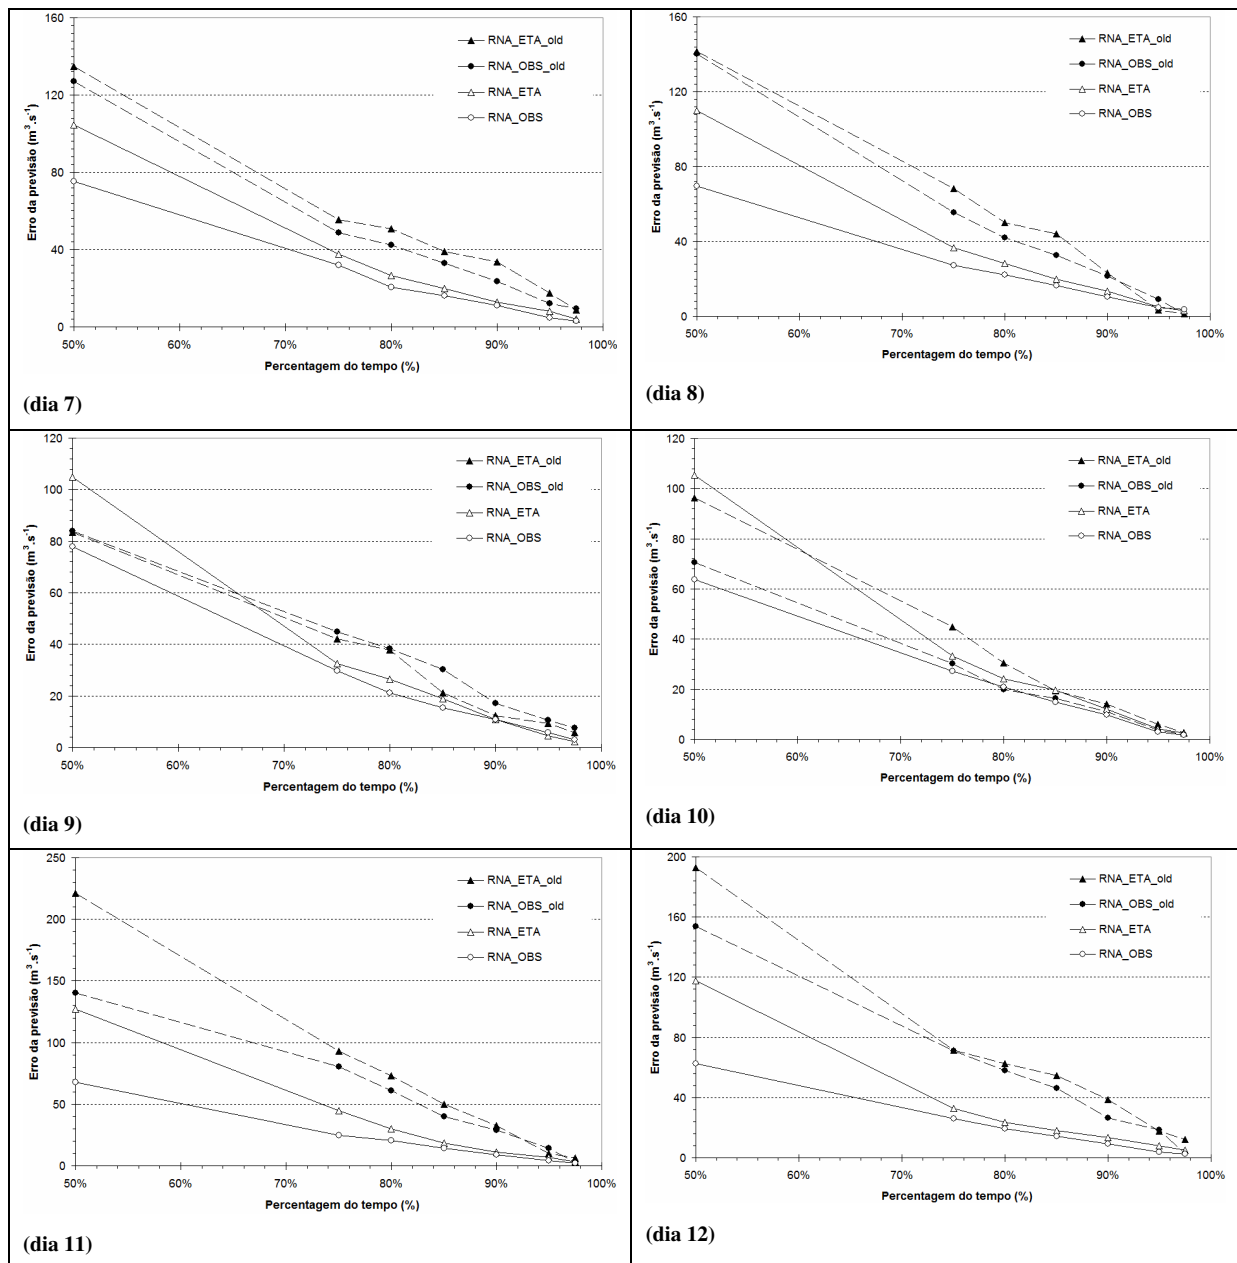 160
120
80
40
0
Erro da previsão (m³.s⁻¹)
RNA_ETA_old
RNA_OBS_old
RNA_ETA
RNA_OBS
50% 60% 70% 80% 90% 100%
Percentagem do tempo (%)
(dia 7)
160
120
80
40
0
Erro da previsão (m³.s⁻¹)
RNA_ETA_old
RNA_OBS_old
RNA_ETA
RNA_OBS
50% 60% 70% 80% 90% 100%
Percentagem do tempo (%)
(dia 8)
120
100
80
60
40
20
0
Erro da previsão (m³.s⁻¹)
RNA_ETA_old
RNA_OBS_old
RNA_ETA
RNA_OBS
50% 60% 70% 80% 90% 100%
Percentagem do tempo (%)
(dia 9)
120
100
80
60
40
20
0
Erro da previsão (m³.s⁻¹)
RNA_ETA_old
RNA_OBS_old
RNA_ETA
RNA_OBS
50% 60% 70% 80% 90% 100%
Percentagem do tempo (%)
(dia 10)
250
200
150
100
50
0
Erro da previsão (m³.s⁻¹)
RNA_ETA_old
RNA_OBS_old
RNA_ETA
RNA_OBS
50% 60% 70% 80% 90% 100%
Percentagem do tempo (%)
(dia 11)
200
160
120
80
40
0
Erro da previsão (m³.s⁻¹)
RNA_ETA_old
RNA_OBS_old
RNA_ETA
RNA_OBS
50% 60% 70% 80% 90% 100%
Percentagem do tempo (%)
(dia 12)